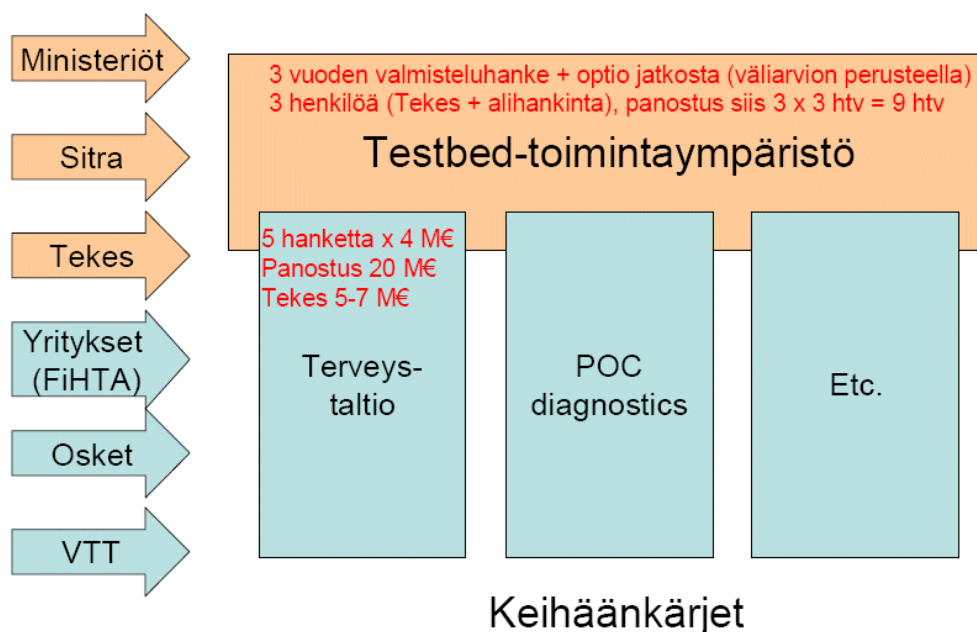 Ministeriöt
Sitra
Tekes
Yritykset
(FiHTA)
Osket
VTT
3 vuoden valmisteluhanke + optio jatkosta (väliarvion perusteella)
3 henkilöä (Tekes + alihankinta), panostus siis 3 x 3 htv = 9 htv
Testbed-toimintaympäristö
5 hanketta x 4 M€
Panostus 20 M€
Tekes 5-7 M€
Terveys-
taltio
POC
diagnostics
Etc.
Keihäänkärjet